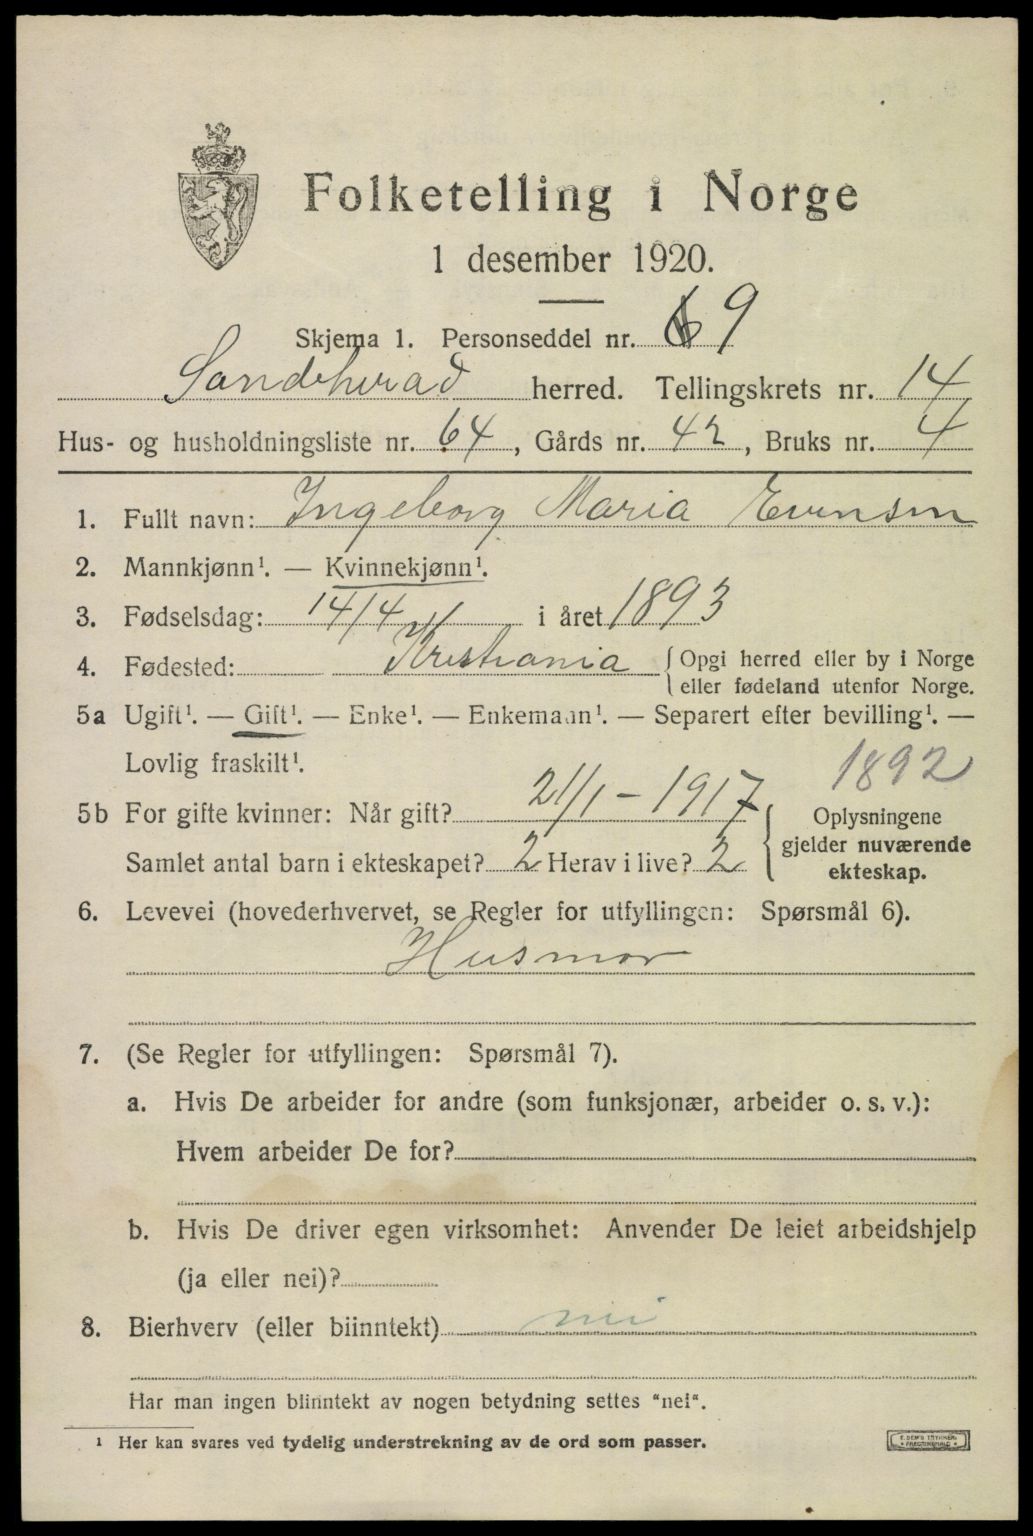 Folketelling i Norge
1 desember 1920.
Skjema 1. Personseddel nr. 9
Sandeherad herred. Tellingskrets nr. 14
Hus- og husholdningsliste nr. 64, Gårds nr. 42, Bruks nr. 4
1. Fullt navn: Ingeborg Maria Evensen
2. Mannkjønn¹. — Kvinnekjønn¹.
3. Fødselsdag: 14/4 i året 1893
4. Fødested: Kristiania {Opgi herred eller by i Norge
eller fødeland utenfor Norge.
5a Ugift¹. — Gift¹. — Enke¹. — Enkemann¹. — Separert efter bevilling¹. —
Lovlig fraskilt¹.
1892
5b For gifte kvinner: Når gift? 21/1 - 1917
Samlet antal barn i ekteskapet? 2 Herav i live? 2
} Oplysningene
gjelder nuværende
ekteskap.
6. Levevei (hovederhvervet, se Regler for utfyllingen: Spørsmål 6).
Husmor
7. (Se Regler for utfyllingen: Spørsmål 7).
a. Hvis De arbeider for andre (som funksjonær, arbeider o. s. v.):
Hvem arbeider De for?
b. Hvis De driver egen virksomhet: Anvender De leiet arbeidshjelp
(ja eller nei)?
8. Bierhverv (eller biinntekt) nei
Har man ingen biinntekt av nogen betydning settes "nei".
¹ Her kan svares ved tydelig understrekning av de ord som passer.